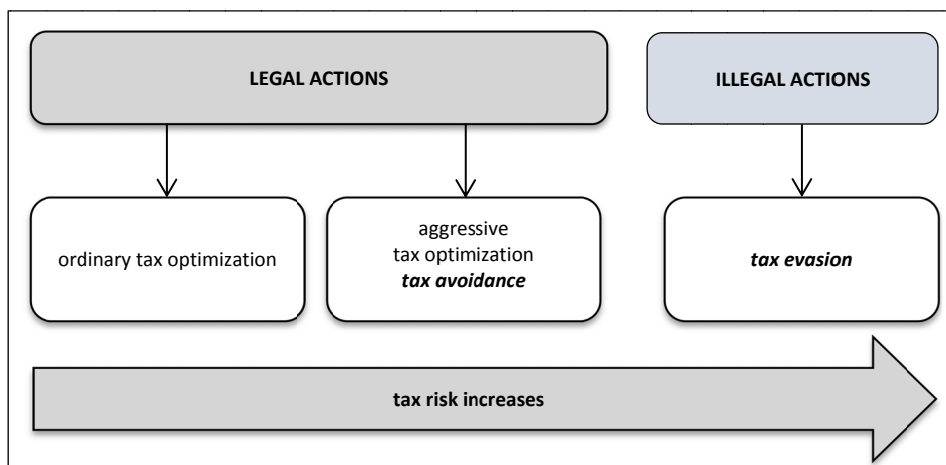 LEGAL ACTIONS
ILLEGAL ACTIONS
ordinary tax optimization
aggressive
tax optimization
tax avoidance
tax evasion
tax risk increases